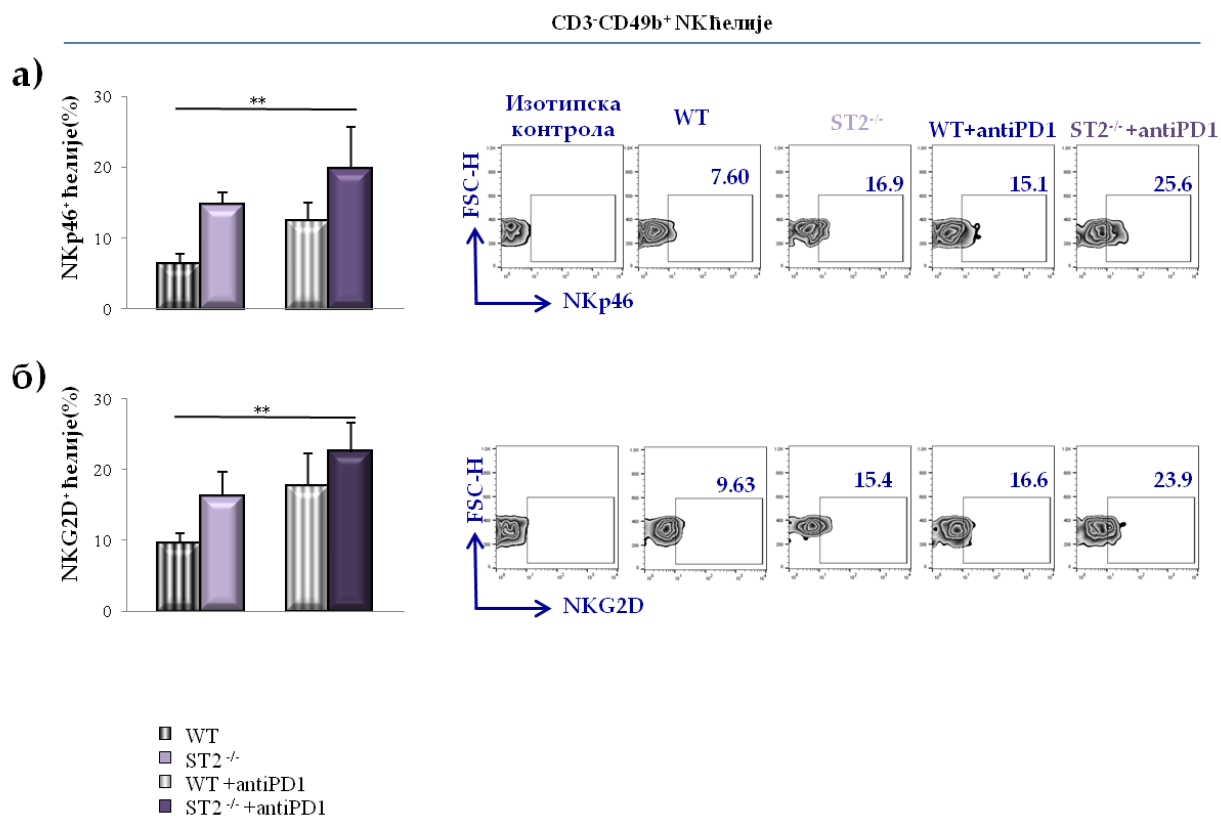 CD3-CD49b+ NK ћелије
а)
NKp46+ ћелије(%)
30
20
10
0
**
Изотипска контрола
WT
ST2-/-
WT+antiPD1
ST2-/- +antiPD1
7.60
16.9
15.1
25.6
FSC-H
NKp46
б)
NKG2D+ ћелије(%)
30
20
10
0
**
9.63
15.4
16.6
23.9
FSC-H
NKG2D
WT
ST2 -/-
WT +antiPD1
ST2 -/- +antiPD1